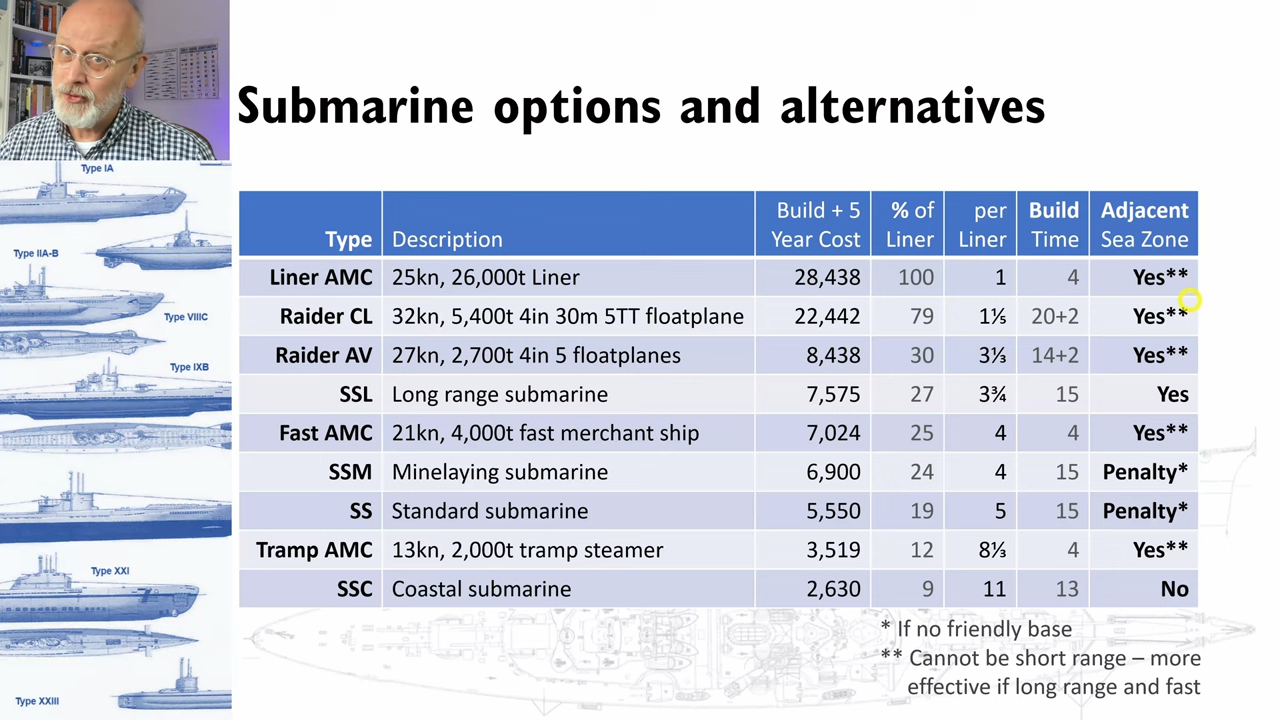 Submarine options and alternatives
Type IA
Type IIA-B
Type VIIC
Type IXB
Type XXI
Type XXIII
Build + 5 % of per Build Adjacent
Type Description Year Cost Liner Liner Time Sea Zone
Liner AMC 25kn, 26,000t Liner 28,438 100 1 4 Yes**
Raider CL 32kn, 5,400t 4in 30m 5TT floatplane 22,442 79 1⅕ 20+2 Yes**
Raider AV 27kn, 2,700t 4in 5 floatplanes 8,438 30 3⅓ 14+2 Yes**
SSL Long range submarine 7,575 27 3¾ 15 Yes
Fast AMC 21kn, 4,000t fast merchant ship 7,024 25 4 4 Yes**
SSM Minelaying submarine 6,900 24 4 15 Penalty*
SS Standard submarine 5,550 19 5 15 Penalty*
Tramp AMC 13kn, 2,000t tramp steamer 3,519 12 8⅓ 4 Yes**
SSC Coastal submarine 2,630 9 11 13 No
* If no friendly base
** Cannot be short range – more
effective if long range and fast